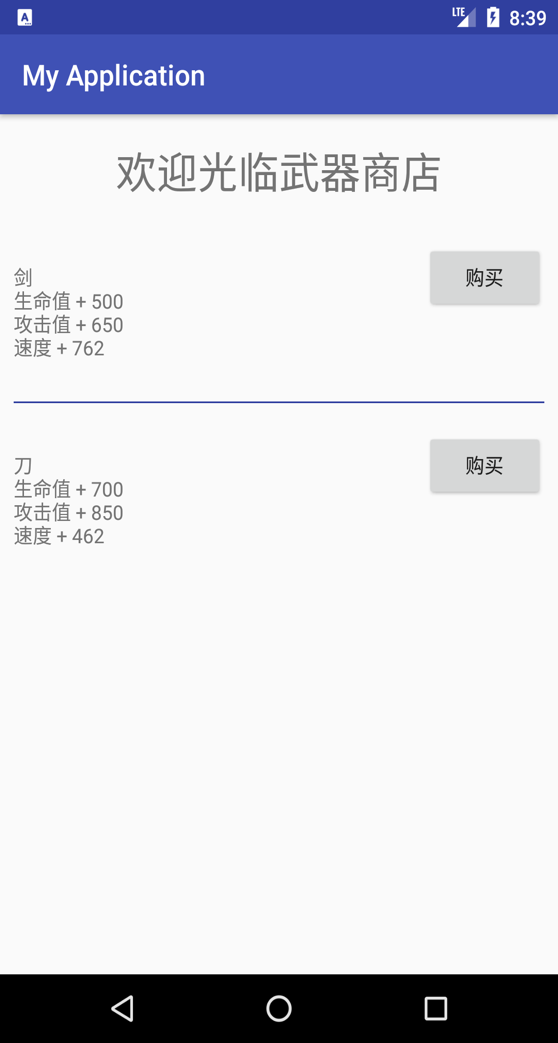 LTE 8:39
My Application
欢迎光临武器商店
剑
购买
生命值 + 500
攻击值 + 650
速度 + 762
刀
购买
生命值 + 700
攻击值 + 850
速度 + 462